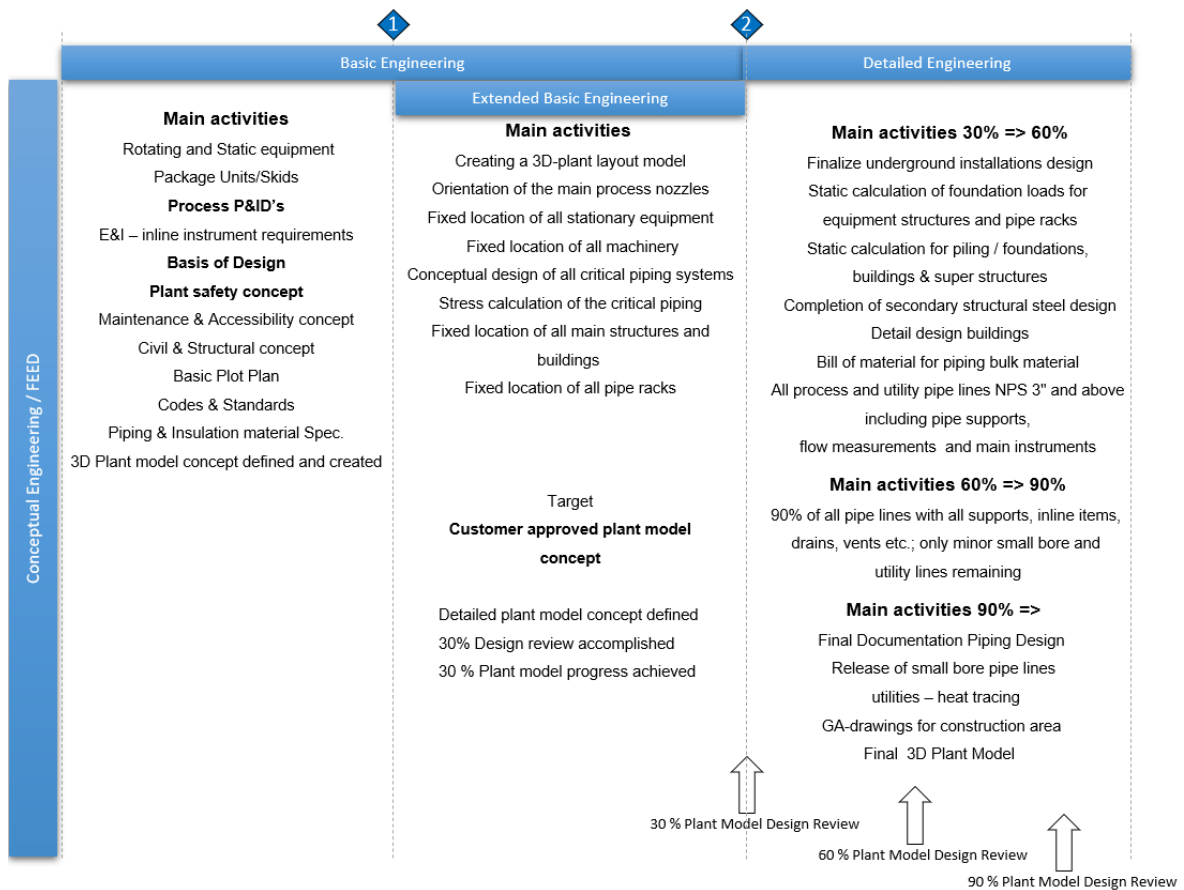 1
2
Basic Engineering
Detailed Engineering
Extended Basic Engineering
Conceptual Engineering / FEED
Main activities
Rotating and Static equipment
Package Units/Skids
Process P&ID’s
E&I – inline instrument requirements
Basis of Design
Plant safety concept
Maintenance & Accessibility concept
Civil & Structural concept
Basic Plot Plan
Codes & Standards
Piping & Insulation material Spec.
3D Plant model concept defined and created
Main activities
Creating a 3D-plant layout model
Orientation of the main process nozzles
Fixed location of all stationary equipment
Fixed location of all machinery
Conceptual design of all critical piping systems
Stress calculation of the critical piping
Fixed location of all main structures and
buildings
Fixed location of all pipe racks
Target
Customer approved plant model
concept
Detailed plant model concept defined
30% Design review accomplished
30 % Plant model progress achieved
Main activities 30% => 60%
Finalize underground installations design
Static calculation of foundation loads for
equipment structures and pipe racks
Static calculation for piling / foundations,
buildings & super structures
Completion of secondary structural steel design
Detail design buildings
Bill of material for piping bulk material
All process and utility pipe lines NPS 3" and above
including pipe supports,
flow measurements and main instruments
Main activities 60% => 90%
90% of all pipe lines with all supports, inline items,
drains, vents etc.; only minor small bore and
utility lines remaining
Main activities 90% =>
Final Documentation Piping Design
Release of small bore pipe lines
utilities – heat tracing
GA-drawings for construction area
Final 3D Plant Model
30 % Plant Model Design Review
60 % Plant Model Design Review
90 % Plant Model Design Review